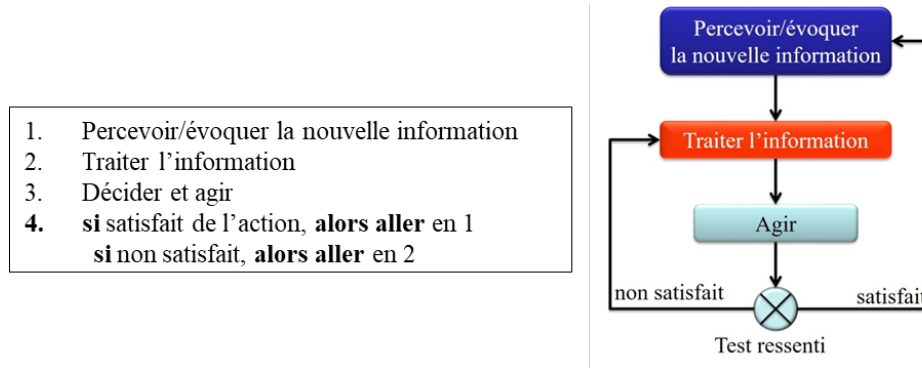 1. Percevoir/évoquer la nouvelle information
2. Traiter l’information
3. Décider et agir
4. si satisfait de l’action, alors aller en 1
si non satisfait, alors aller en 2
Percevoir/évoquer
la nouvelle information
Traiter l’information
Agir
non satisfait
satisfait
Test ressenti